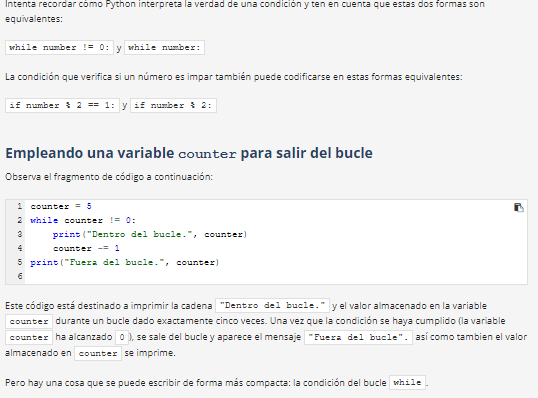 Intenta recordar cómo Python interpreta la verdad de una condición y ten en cuenta que estas dos formas son
equivalentes:
while number != 0: y while number:
La condición que verifica si un número es impar también puede codificarse en estas formas equivalentes:
if number % 2 == 1: y if number % 2:
Empleando una variable counter para salir del bucle
Observa el fragmento de código a continuación:
1 counter = 5
2 while counter != 0:
3 print("Dentro del bucle.", counter)
4 counter -= 1
5 print("Fuera del bucle.", counter)
6
Este código está destinado a imprimir la cadena "Dentro del bucle." y el valor almacenado en la variable
counter durante un bucle dado exactamente cinco veces. Una vez que la condición se haya cumplido (la variable
counter ha alcanzado 0 ), se sale del bucle y aparece el mensaje "Fuera del bucle". así como tambien el valor
almacenado en counter se imprime.
Pero hay una cosa que se puede escribir de forma más compacta: la condición del bucle while .